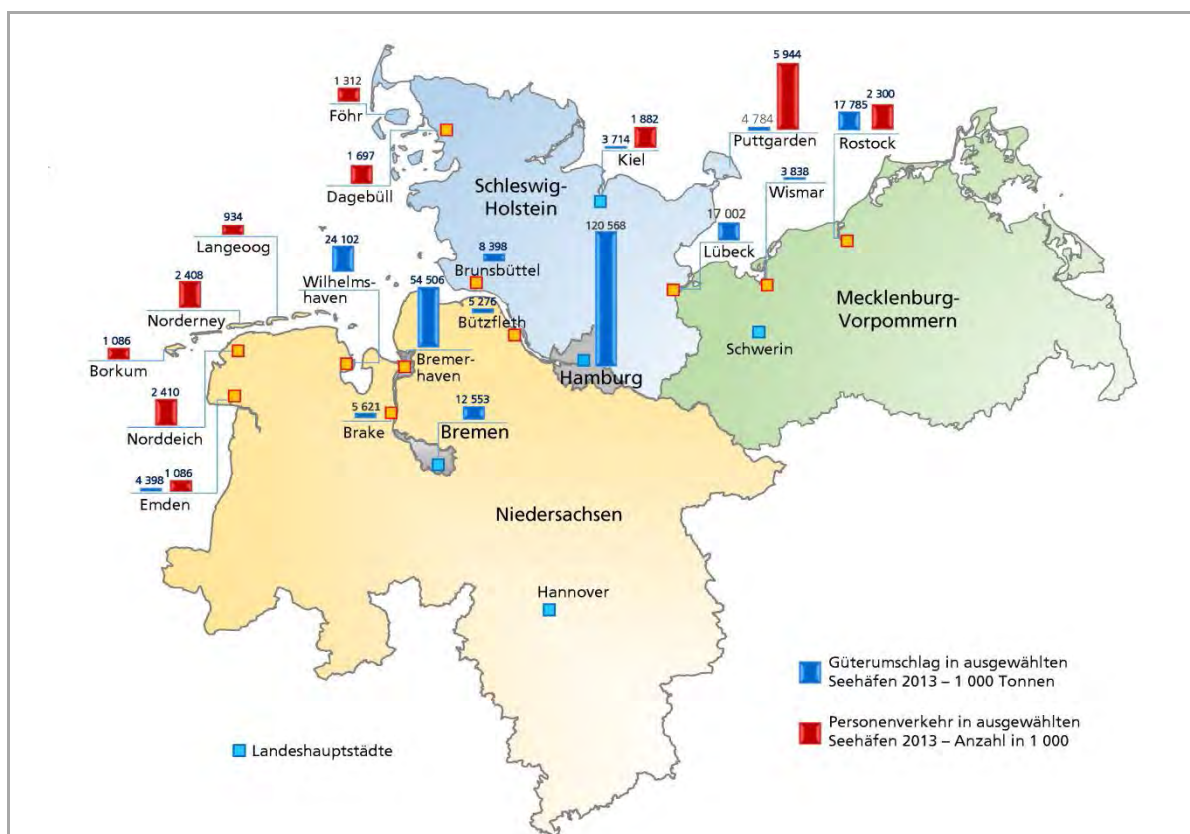 5 944
1 312
Föhr
17 785
2 300
4 784
Puttgarden
Rostock
3 714
1 882
Kiel
1 697
Dagebüll
3 838
Wismar
Schleswig-
Holstein
934
Langeoog
17 002
Lübeck
24 102
Wilhelms-
haven
8 398
Brunsbüttel
120 568
2 408
Norderney
54 506
Bremer-
haven
5 276
Bützfleth
Mecklenburg-
Vorpommern
Schwerin
1 086
Borkum
Hamburg
2 410
Norddeich
5 621
Brake
12 553
Bremen
4 398
1 086
Emden
Niedersachsen
Hannover
Güterumschlag in ausgewählten
Seehäfen 2013 – 1 000 Tonnen
Personenverkehr in ausgewählten
Seehäfen 2013 – Anzahl in 1 000
Landeshauptstädte